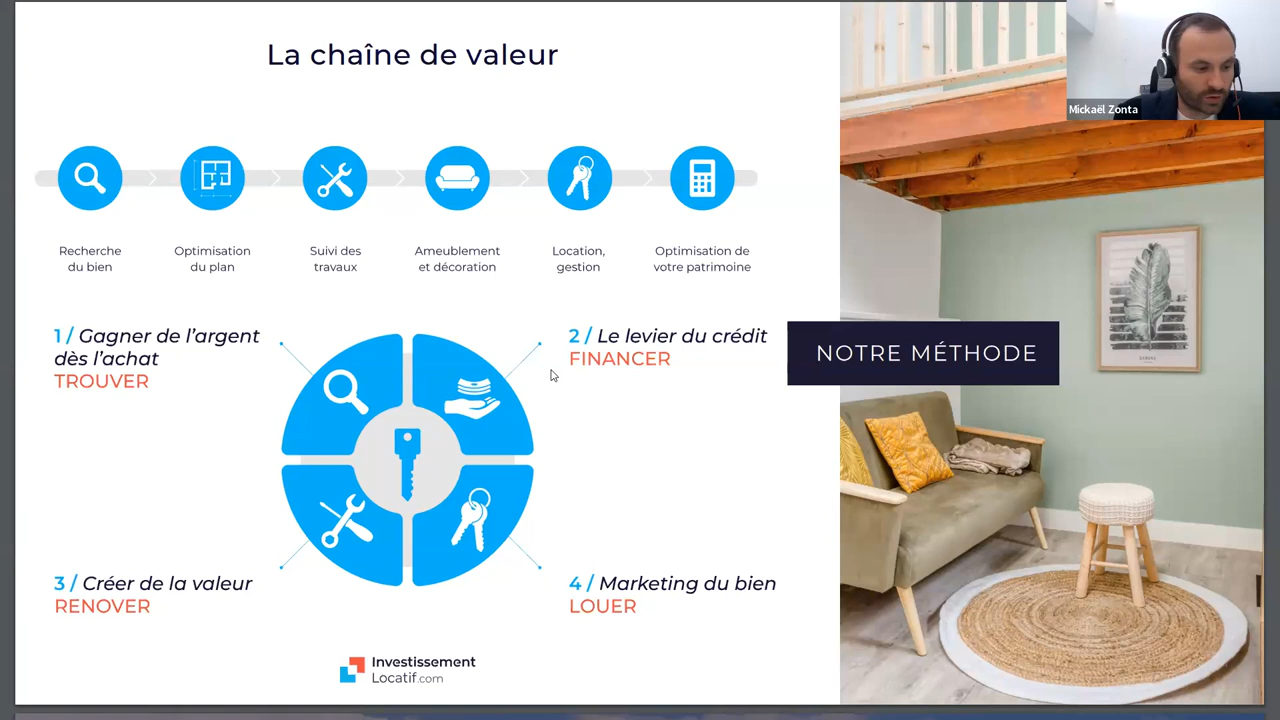 La chaîne de valeur
Mickaël Zonta
Recherche
du bien
Optimisation
du plan
Suivi des
travaux
Ameublement
et décoration
Location,
gestion
Optimisation de
votre patrimoine
1 / Gagner de l'argent
dès l'achat
TROUVER
2 / Le levier du crédit
FINANCER
NOTRE MÉTHODE
3 / Créer de la valeur
RENOVER
4 / Marketing du bien
LOUER
Investissement
Locatif.com